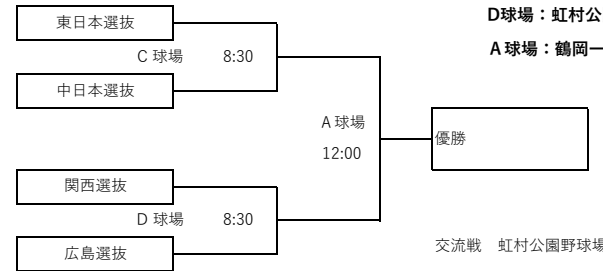 D球場：虹村公
東日本選抜
C 球場 8:30
A 球場：鶴岡一
中日本選抜
A 球場
12:00
優勝
関西選抜
D 球場 8:30
広島選抜
交流戦 虹村公園野球場